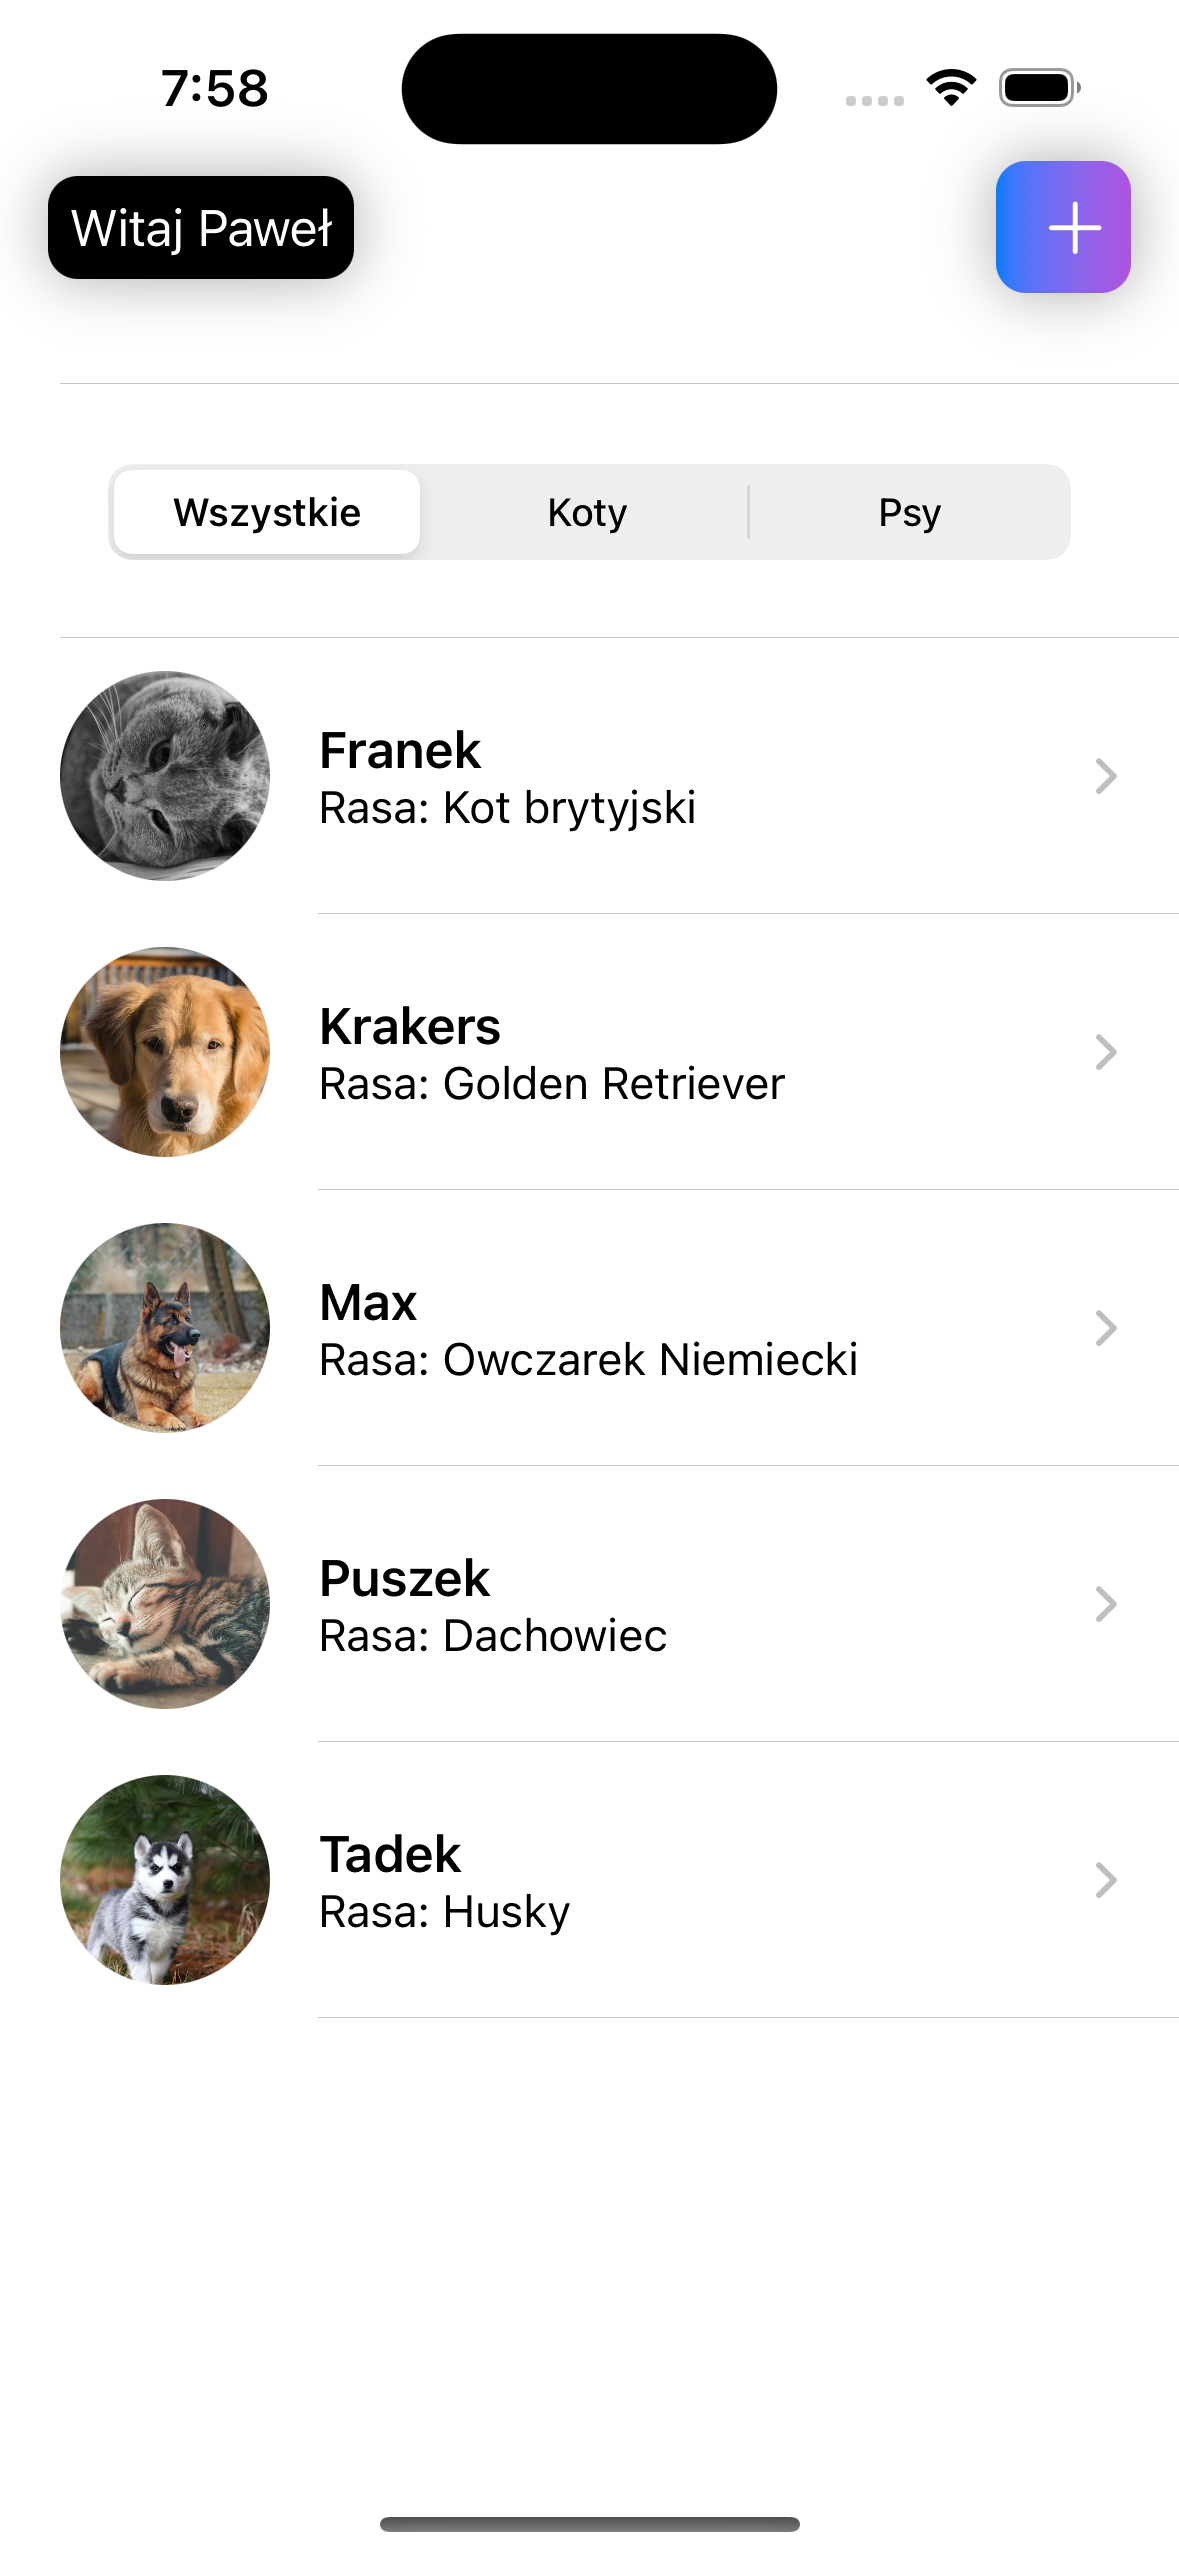 7:58
Witaj Paweł
Wszystkie
Koty
Psy
Franek
Rasa: Kot brytyjski
Krakers
Rasa: Golden Retriever
Max
Rasa: Owczarek Niemiecki
Puszek
Rasa: Dachowiec
Tadek
Rasa: Husky